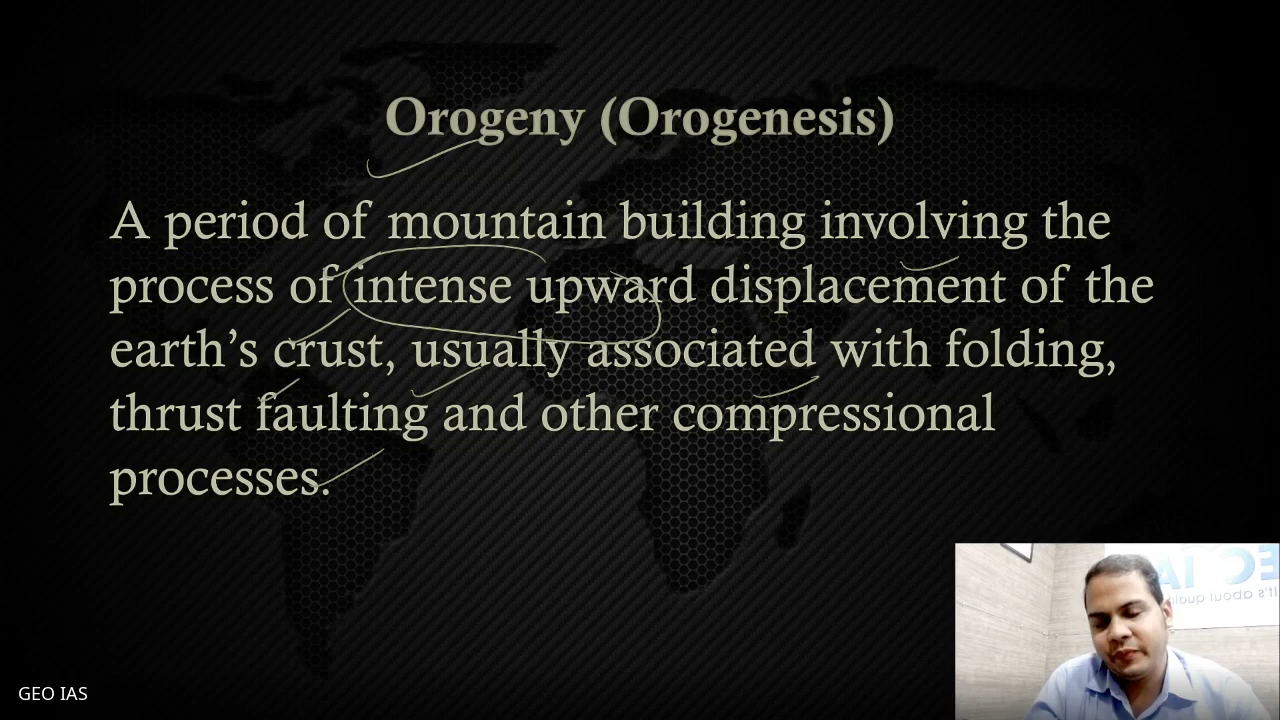 Orogeny (Orogenesis)
A period of mountain building involving the
process of intense upward displacement of the
earth’s crust, usually associated with folding,
thrust faulting and other compressional
processes.
GEO IAS